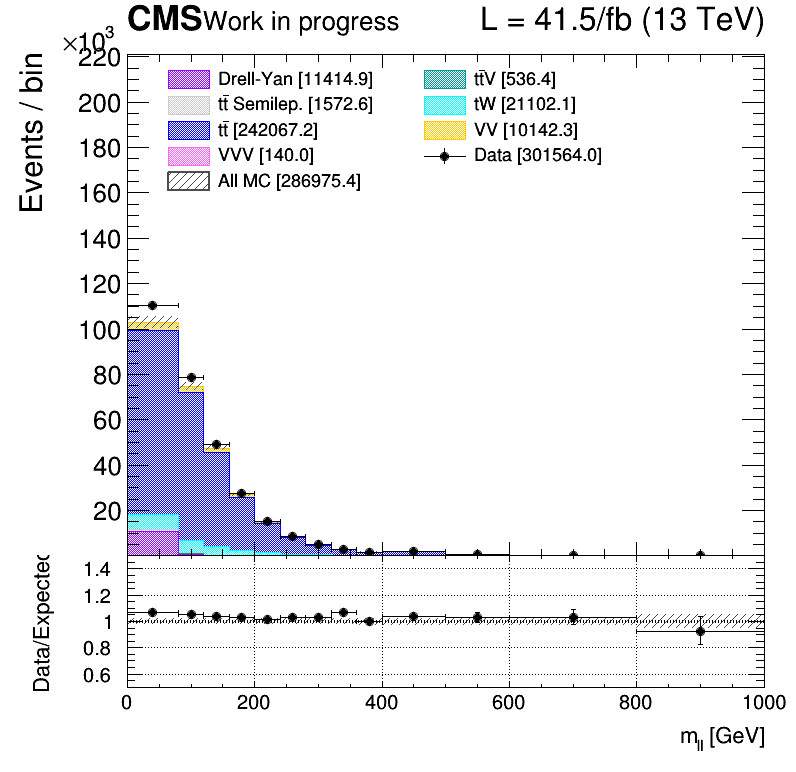 CMS Work in progress L = 41.5/fb (13 TeV)
×10³
Events / bin
220
200
180
160
140
120
100
80
60
40
20
Drell-Yan [11414.9]
tt̄ Semilep. [1572.6]
tt̄ [242067.2]
VVV [140.0]
All MC [286975.4]
tt̄V [536.4]
tW [21102.1]
VV [10142.3]
Data [301564.0]
Data/Expected
1.4
1.2
1
0.8
0.6
0 200 400 600 800 1000
m_ll [GeV]